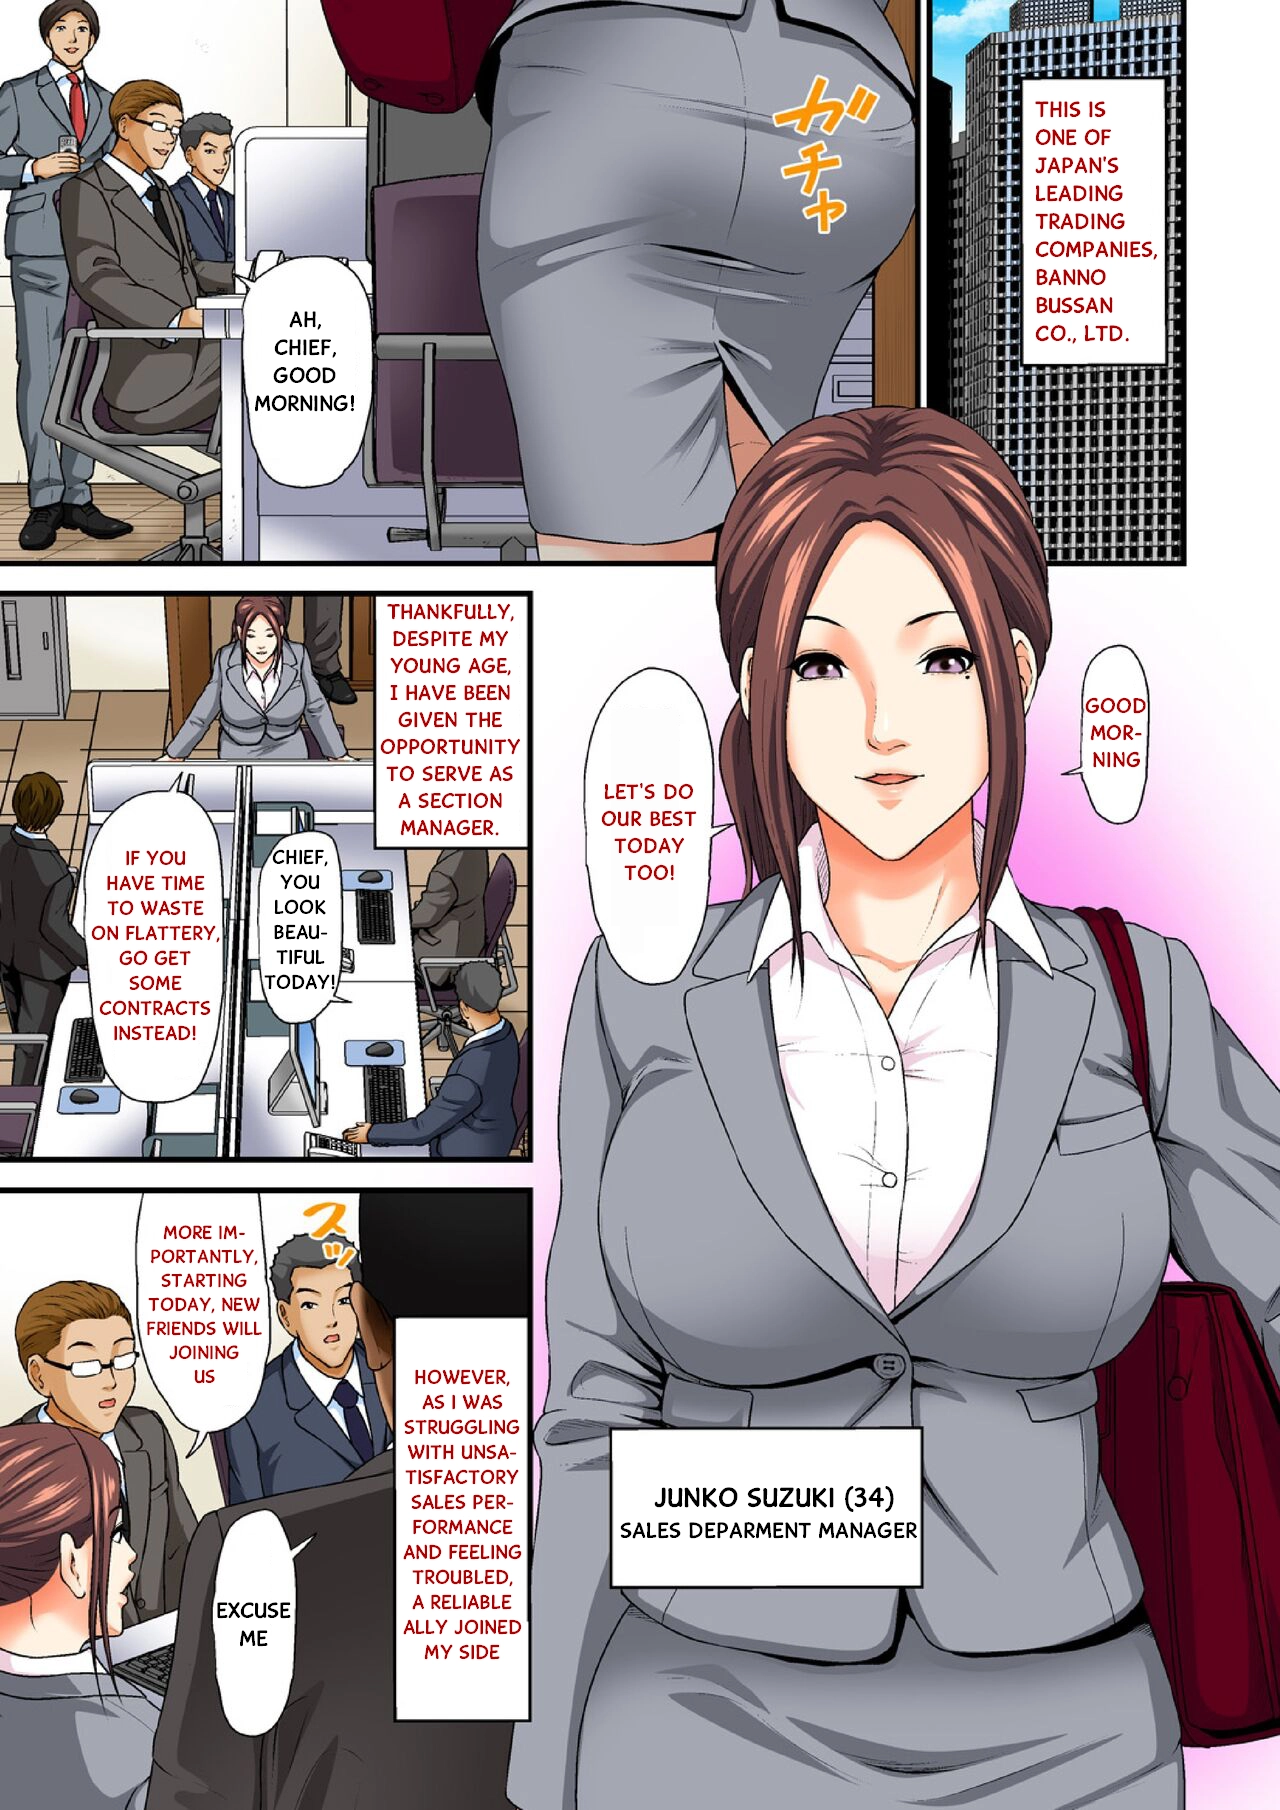 THIS IS
ONE OF
JAPAN'S
LEADING
TRADING
COMPANIES,
BANNO
BUSSAN
CO., LTD.
ガチャ
AH,
CHIEF,
GOOD
MORNING!
GOOD
MOR-
NING
LET'S DO
OUR BEST
TODAY
TOO!
JUNKO SUZUKI (34)
SALES DEPARMENT MANAGER
THANKFULLY,
DESPITE MY
YOUNG AGE,
I HAVE BEEN
GIVEN THE
OPPORTUNITY
TO SERVE AS
A SECTION
MANAGER.
CHIEF,
YOU
LOOK
BEAU-
TIFUL
TODAY!
IF YOU
HAVE TIME
TO WASTE
ON FLATTERY,
GO GET
SOME
CONTRACTS
INSTEAD!
HOWEVER,
AS I WAS
STRUGGLING
WITH UNSA-
TISFACTORY
SALES PER-
FORMANCE
AND FEELING
TROUBLED,
A RELIABLE
ALLY JOINED
MY SIDE
スッ
MORE IM-
PORTANTLY,
STARTING
TODAY, NEW
FRIENDS WILL
JOINING
US
EXCUSE
ME